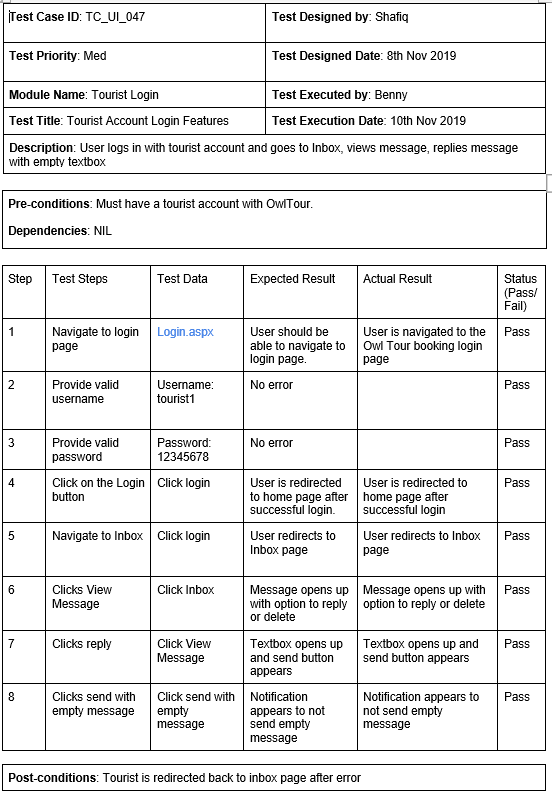 Test Case ID: TC_UI_047
Test Designed by: Shafiq
Test Priority: Med
Test Designed Date: 8th Nov 2019
Module Name: Tourist Login
Test Executed by: Benny
Test Title: Tourist Account Login Features
Test Execution Date: 10th Nov 2019
Description: User logs in with tourist account and goes to Inbox, views message, replies message
with empty textbox
Pre-conditions: Must have a tourist account with OwlTour.
Dependencies: NIL
Step
Test Steps
Test Data
Expected Result
Actual Result
Status
(Pass/
Fail)
1
Navigate to login
page
Login.aspx
User should be
able to navigate to
login page.
User is navigated to the
Owl Tour booking login
page
Pass
2
Provide valid
username
Username:
tourist1
No error
Pass
3
Provide valid
password
Password:
12345678
No error
Pass
4
Click on the Login
button
Click login
User is redirected
to home page after
successful login.
User is redirected to
home page after
successful login
Pass
5
Navigate to Inbox
Click login
User redirects to
Inbox page
User redirects to Inbox
page
Pass
6
Clicks View
Message
Click Inbox
Message opens up
with option to reply
or delete
Message opens up with
option to reply or delete
Pass
7
Clicks reply
Click View
Message
Textbox opens up
and send button
appears
Textbox opens up and
send button appears
Pass
8
Clicks send with
empty message
Click send with
empty
message
Notification
appears to not
send empty
message
Notification appears to
not send empty
message
Pass
Post-conditions: Tourist is redirected back to inbox page after error